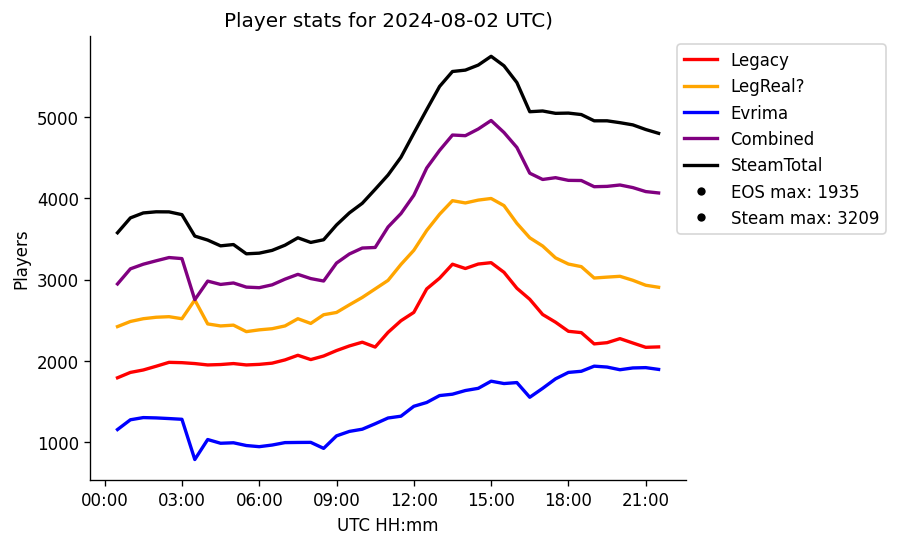 Player stats for 2024-08-02 UTC)
Legacy
LegReal?
Evrima
Combined
SteamTotal
EOS max: 1935
Steam max: 3209
Players
5000
4000
3000
2000
1000
00:00 03:00 06:00 09:00 12:00 15:00 18:00 21:00
UTC HH:mm